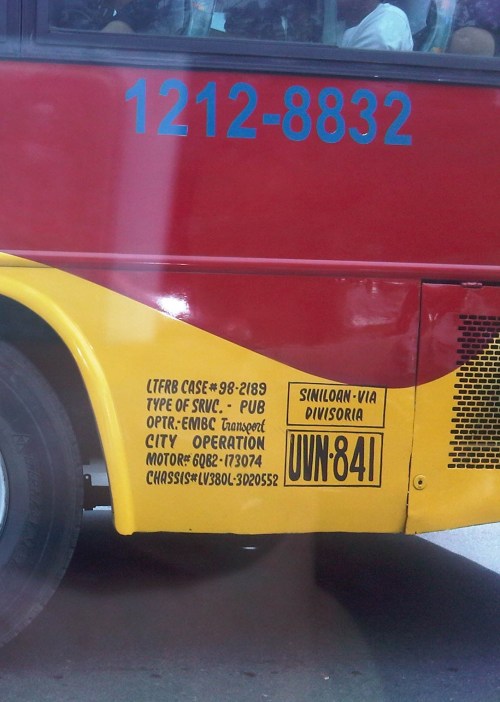 1212-8832
LTFRB CASE# 98-2189
TYPE OF SRVC. - PUB
OPTR.-EMBC Transport
CITY OPERATION
MOTOR# 6QB2-173074
CHASSIS# LV380L-3D20552
SINILOAN-VIA
DIVISORIA
UVN-841